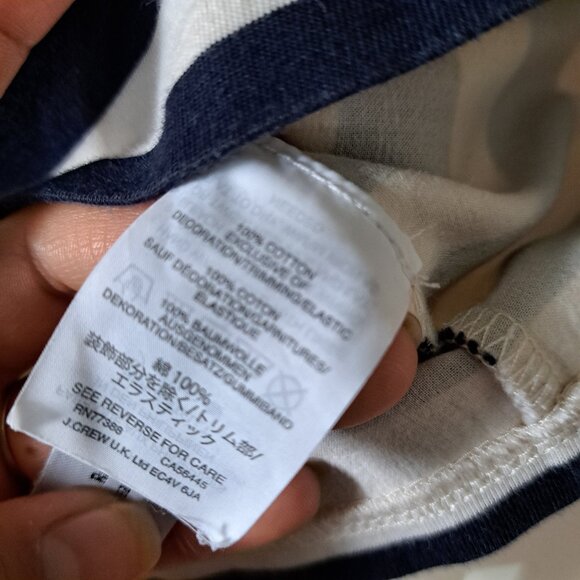 100% COTTON
EXCLUSIVE OF
DECORATION/TRIMMING/ELASTIC
100% COTON
SAUF DÉCORATION/GARNITURES/
ÉLASTIQUE
100% BAUMWOLLE/
AUSGENOMMEN
DEKORATION/BESATZ/GUMMIBAND
綿 100%
装飾部分を除く/トリム部/
エラスティック
SEE REVERSE FOR CARE
RN77388 CA56445
J.CREW U.K. Ltd EC4V 6JA